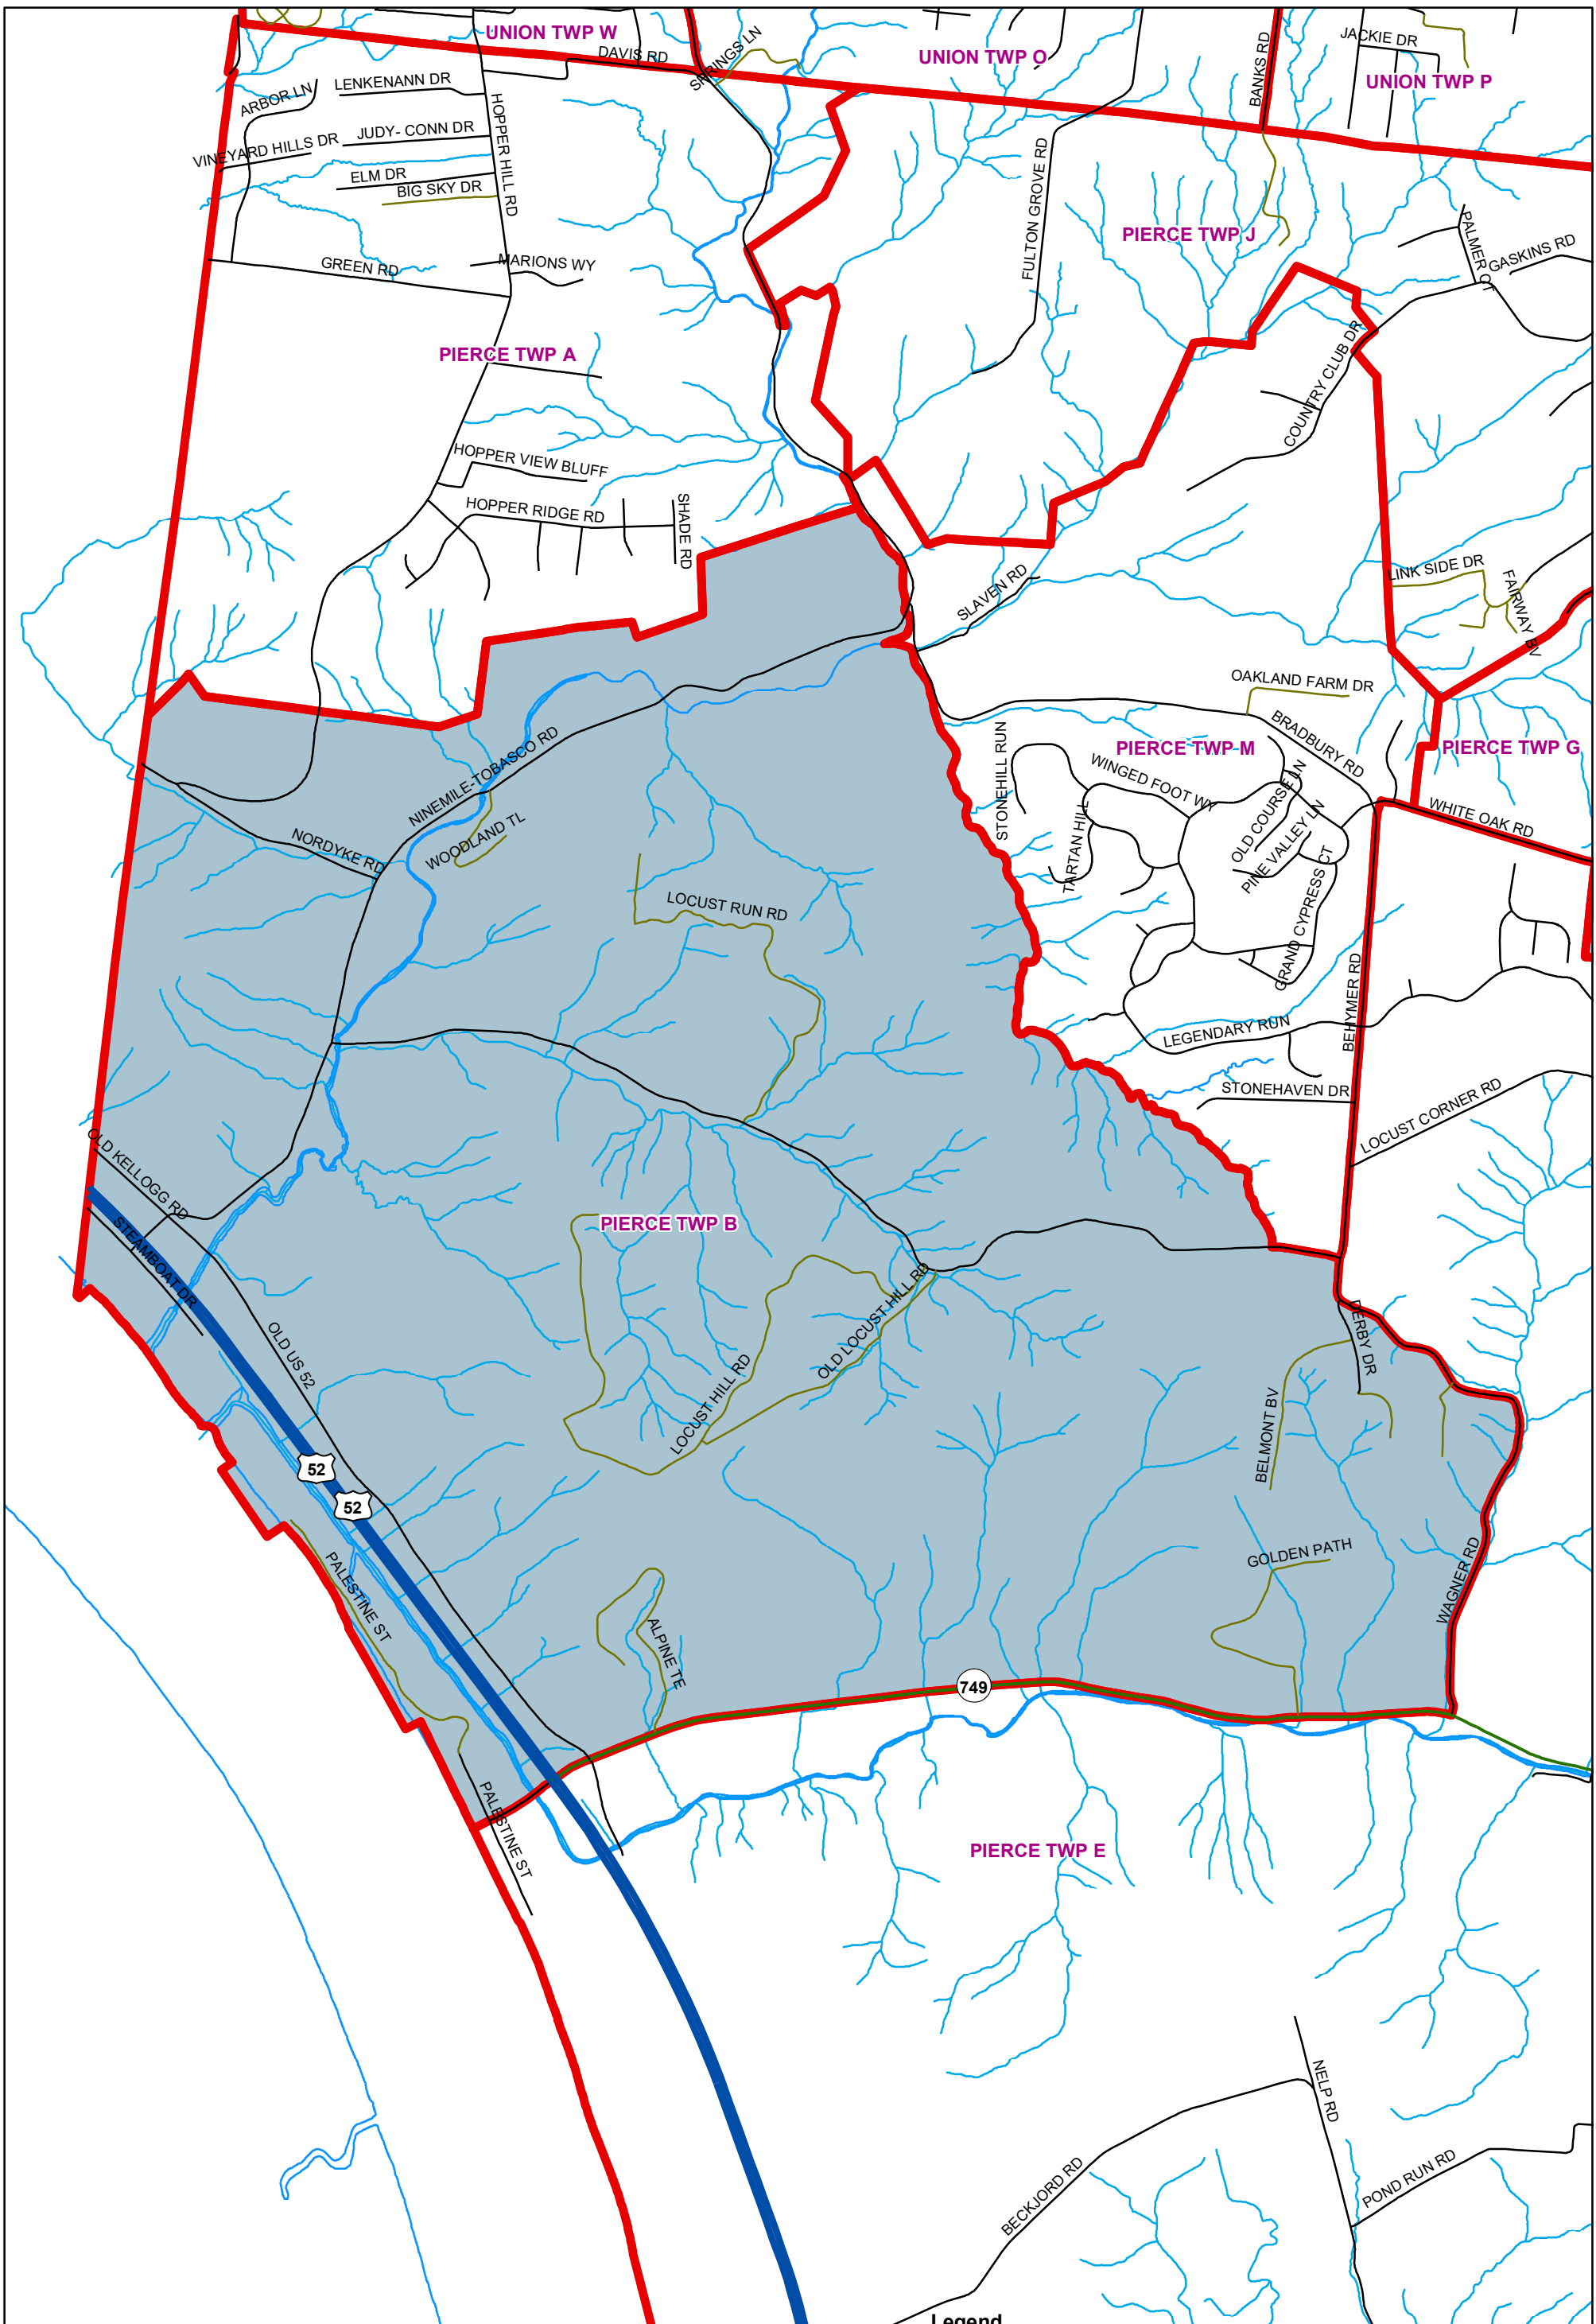 UNION TWP W
DAVIS RD
SPRINGS LN
UNION TWP O
BANKS RD
JACKIE DR
UNION TWP P
ARBOR LN
LENKENANN DR
HOPPER HILL RD
VINEYARD HILLS DR
JUDY- CONN DR
ELM DR
BIG SKY DR
FULTON GROVE RD
PIERCE TWP J
PALMER CT
GASKINS RD
GREEN RD
MARIONS WY
PIERCE TWP A
COUNTRY CLUB DR
HOPPER VIEW BLUFF
HOPPER RIDGE RD
SHADE RD
SLAVEN RD
LINK SIDE DR
FAIRWAY BV
OAKLAND FARM DR
BRADBURY RD
STONEHILL RUN
PIERCE TWP M
PIERCE TWP G
WINGED FOOT WY
NINEMILE-TOBASCO RD
WOODLAND TL
NORDYKE RD
TARTAN HILL
OLD COURSE LN
PINE VALLEY LN
WHITE OAK RD
LOCUST RUN RD
GRAND CYPRESS CT
BEHYMER RD
LEGENDARY RUN
STONEHAVEN DR
LOCUST CORNER RD
OLD KELLOGG RD
STEAMBOAT DR
PIERCE TWP B
OLD US 52
OLD LOCUST HILL RD
LOCUST HILL RD
DERBY DR
BELMONT BV
52
52
GOLDEN PATH
WAGNER RD
PALESTINE ST
ALPINE TE
749
PALESTINE ST
PIERCE TWP E
NELP RD
BECKJORD RD
POND RUN RD
Legend